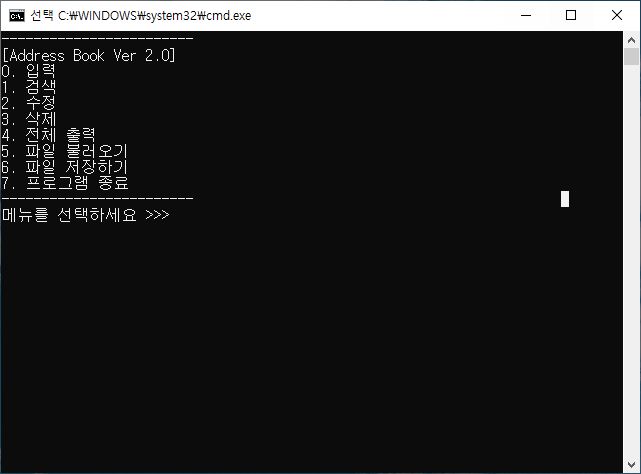 선택 C:₩WINDOWS₩system32₩cmd.exe
------------------------
[Address Book Ver 2.0]
0. 입력
1. 검색
2. 수정
3. 삭제
4. 전체 출력
5. 파일 불러오기
6. 파일 저장하기
7. 프로그램 종료
------------------------
메뉴를 선택하세요 >>>